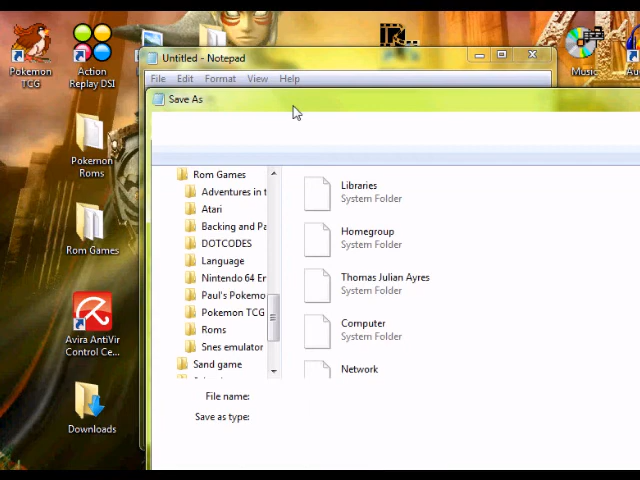 Pokemon
TCG
Action
Replay DSI
Pokemon
Roms
Rom Games
Avira AntiVir
Control Ce...
Downloads
Music
Untitled - Notepad
File Edit Format View Help
Save As
Rom Games
Adventures in t
Atari
Backing and Pa
DOTCODES
Language
Nintendo 64 Er
Paul's Pokemo
Pokemon TCG
Roms
Snes emulator
Sand game
Libraries
System Folder
Homegroup
System Folder
Thomas Julian Ayres
System Folder
Computer
System Folder
Network
File name:
Save as type: